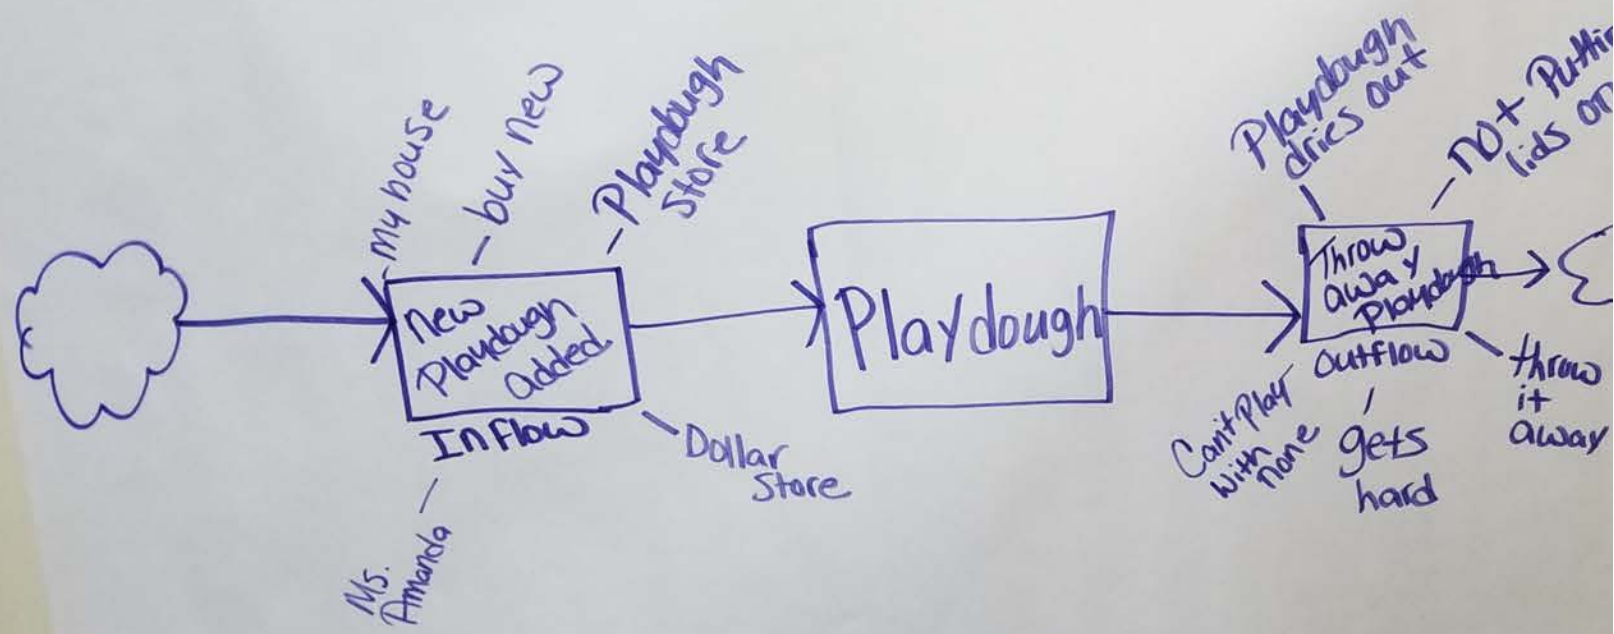 my house
buy new
Playdough
store
New
Playdough
added
Inflow
Ms.
Amanda
Dollar
Store
Playdough
Playdough
dries out
not
lids on
Throw
away
Playdough
outflow
Can't Play
with
none
gets
hard
throw
it
away